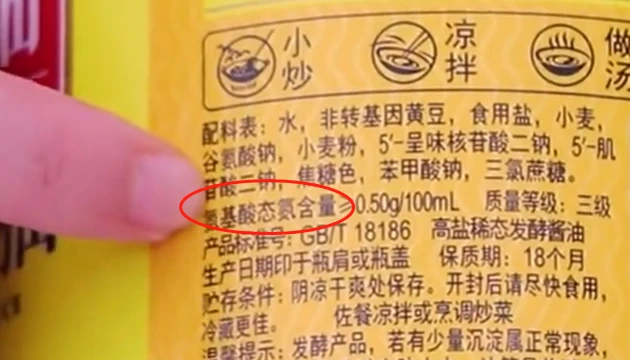 小炒
凉拌
做汤
配料表：水，非转基因黄豆，食用盐，小麦，
谷氨酸钠，小麦粉，5′-呈味核苷酸二钠，5′-肌
苷酸二钠，焦糖色，苯甲酸钠，三氯蔗糖。
氨基酸态氮含量≥0.50g/100mL 质量等级：三级
产品标准号：GB/T 18186 高盐稀态发酵酱油
生产日期印于瓶肩或瓶盖 保质期：18个月
贮存条件：阴凉干爽处保存。开封后请尽快食用，
冷藏更佳。 佐餐凉拌或烹调炒菜
温馨提示：发酵产品，若有少量沉淀属正常现象，